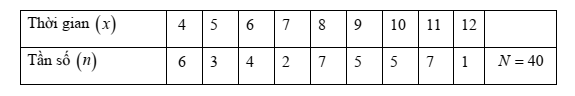 Thời gian (x) 4 5 6 7 8 9 10 11 12
Tần số (n) 6 3 4 2 7 5 5 7 1 N = 40